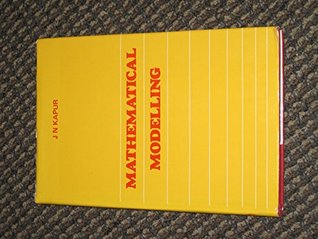 J N KAPUR
MATHEMATICAL
MODELLING